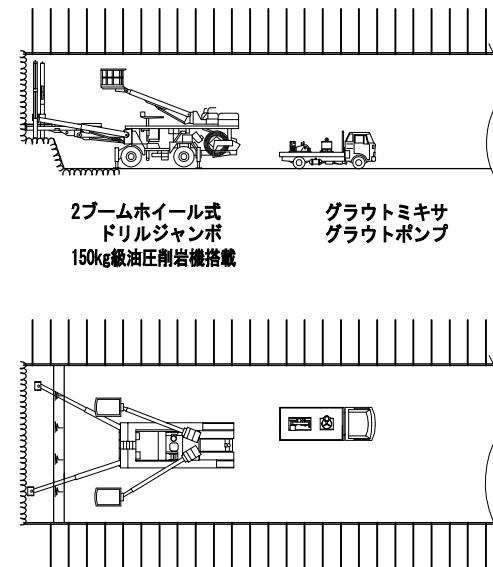 2ブームホイール式
ドリルジャンボ
150kg級油圧削岩機搭載
グラウトミキサ
グラウトポンプ